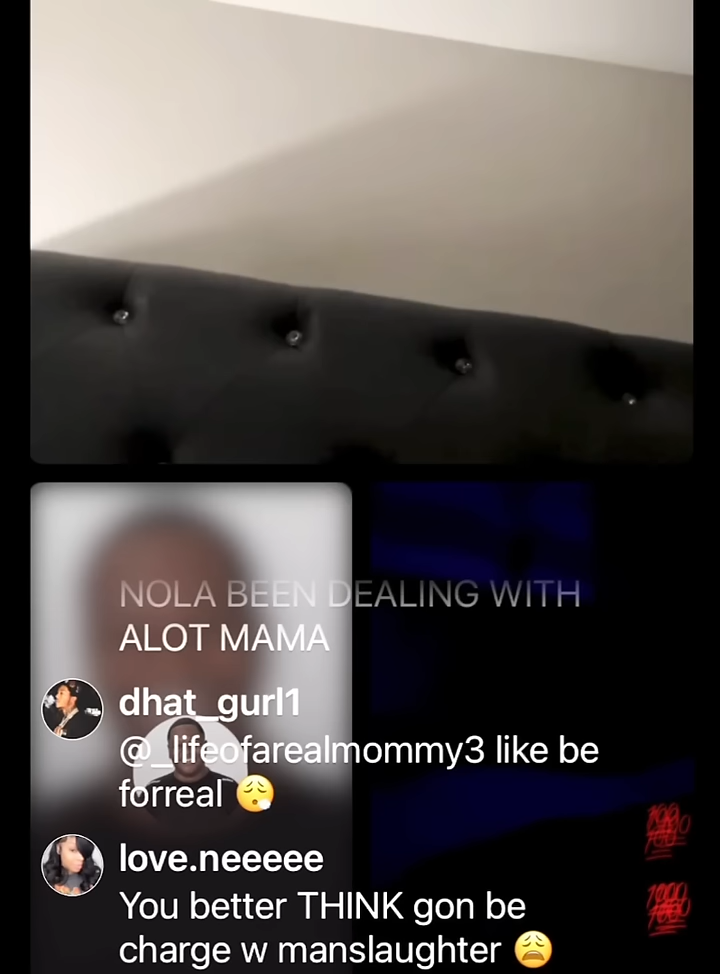 NOLA BEEN DEALING WITH
ALOT MAMA
dhat_gurl1
@_lifeofarealmommy3 like be
forreal 😮‍💨
love.neeeee
You better THINK gon be
charge w manslaughter 😩
💯
💯